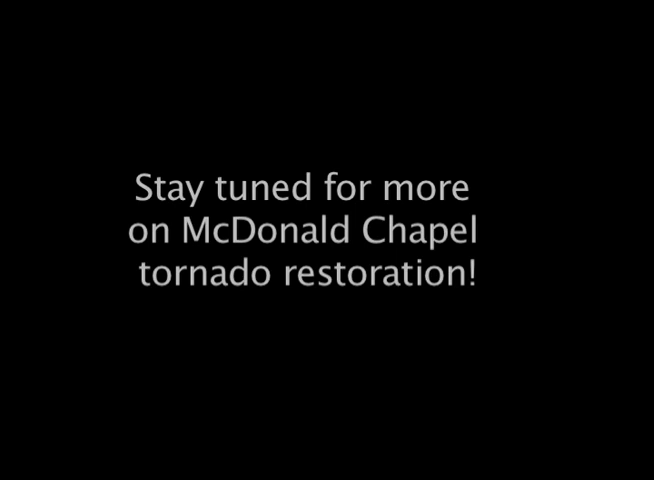 Stay tuned for more
on McDonald Chapel
tornado restoration!